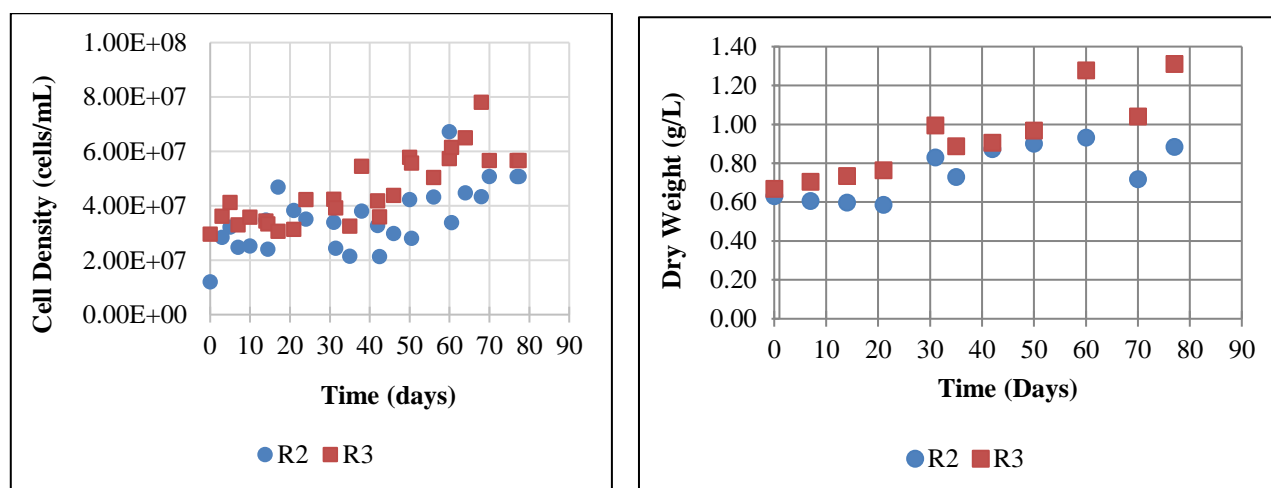 1.00E+08
8.00E+07
6.00E+07
4.00E+07
2.00E+07
0.00E+00
Cell Density (cells/mL)
0 10 20 30 40 50 60 70 80 90
Time (days)
R2 R3
1.40
1.20
1.00
0.80
0.60
0.40
0.20
0.00
Dry Weight (g/L)
0 10 20 30 40 50 60 70 80 90
Time (Days)
R2 R3